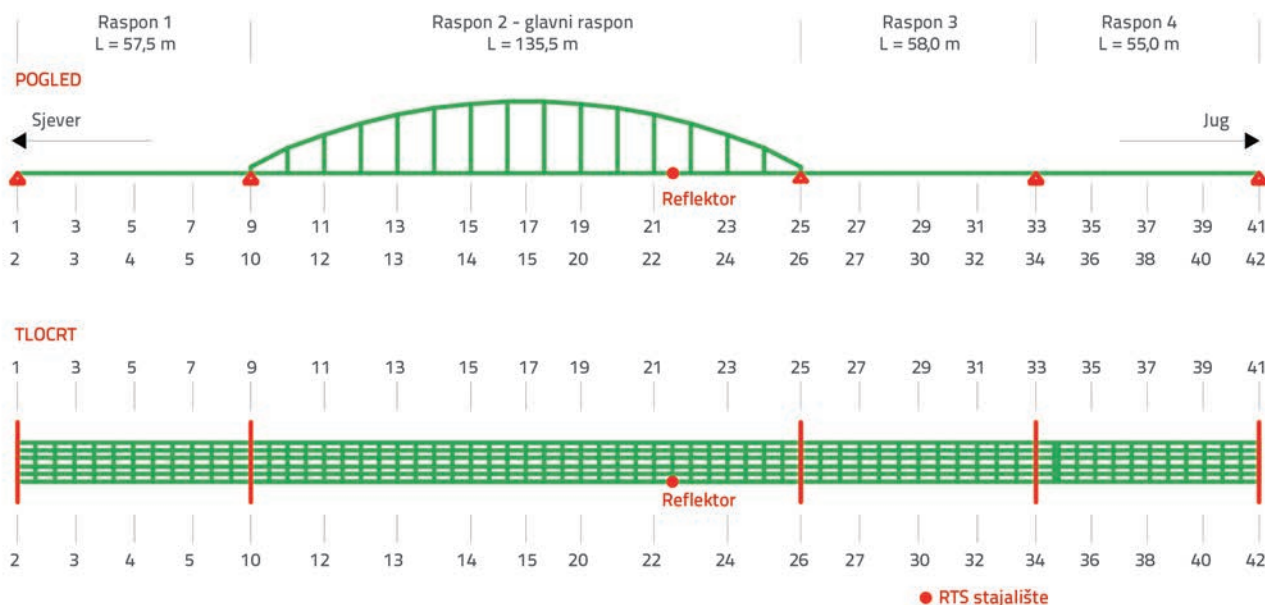 Raspon 1
L = 57,5 m
Raspon 2 - glavni raspon
L = 135,5 m
Raspon 3
L = 58,0 m
Raspon 4
L = 55,0 m
POGLED
Sjever
Jug
Reflektor
1 3 5 7 9 11 13 15 17 19 21 23 25 27 29 31 33 35 37 39 41
2 3 4 5 10 12 13 14 15 20 22 24 26 27 30 32 34 36 38 40 42
TLOCRT
1 3 5 7 9 11 13 15 17 19 21 23 25 27 29 31 33 35 37 39 41
Reflektor
2 3 4 5 10 12 13 14 15 20 22 24 26 27 30 32 34 36 38 40 42
RTS stajalište